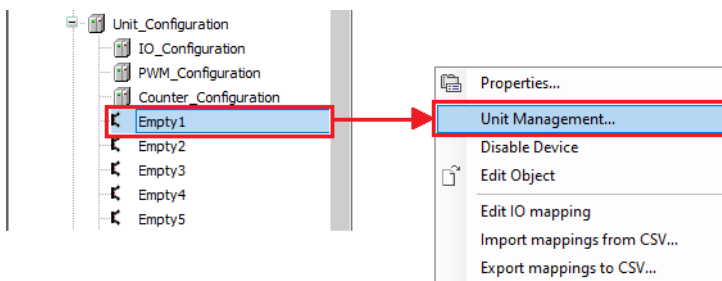 Unit_Configuration
IO_Configuration
PWM_Configuration
Counter_Configuration
Empty1
Empty2
Empty3
Empty4
Empty5
Properties...
Unit Management...
Disable Device
Edit Object
Edit IO mapping
Import mappings from CSV...
Export mappings to CSV...